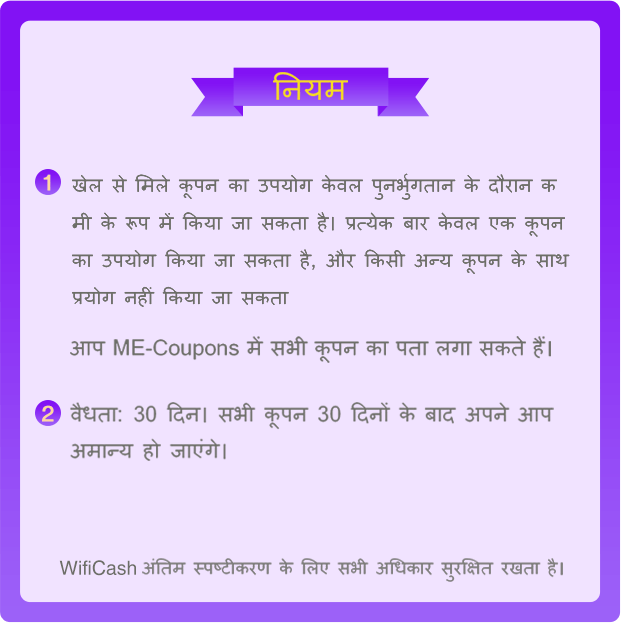 नियम
1 खेल से मिले कूपन का उपयोग केवल पुनर्भुगतान के दौरान क
मी के रूप में किया जा सकता है। प्रत्येक बार केवल एक कूपन
का उपयोग किया जा सकता है, और किसी अन्य कूपन के साथ
प्रयोग नहीं किया जा सकता
आप ME-Coupons में सभी कूपन का पता लगा सकते हैं।
2 वैधता: 30 दिन। सभी कूपन 30 दिनों के बाद अपने आप
अमान्य हो जाएंगे।
WifiCash अंतिम स्पष्टीकरण के लिए सभी अधिकार सुरक्षित रखता है।